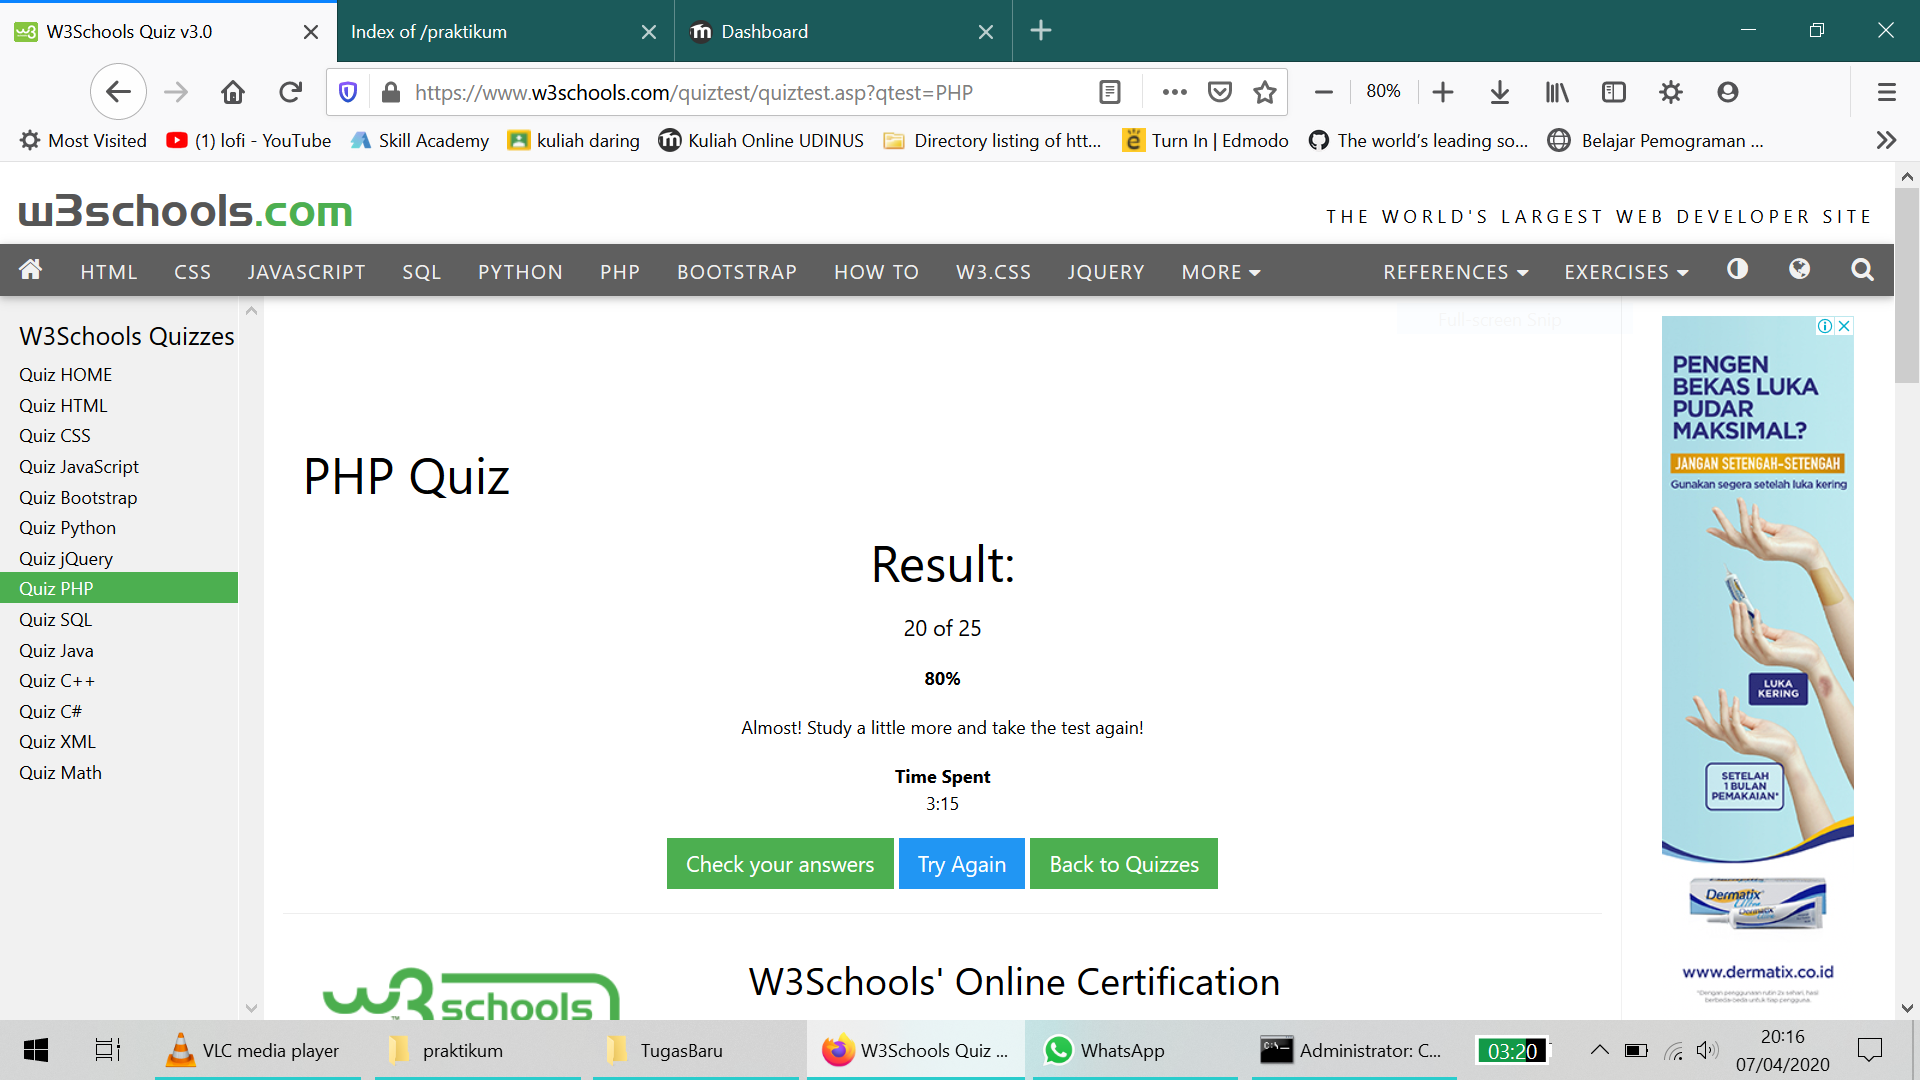 W3Schools Quiz v3.0
Index of /praktikum
Dashboard
https://www.w3schools.com/quiztest/quiztest.asp?qtest=PHP
80%
Most Visited
(1) lofi - YouTube
Skill Academy
kuliah daring
Kuliah Online UDINUS
Directory listing of htt...
Turn In | Edmodo
The world's leading so...
Belajar Pemograman ...
w3schools.com
THE WORLD'S LARGEST WEB DEVELOPER SITE
HTML
CSS
JAVASCRIPT
SQL
PYTHON
PHP
BOOTSTRAP
HOW TO
W3.CSS
JQUERY
MORE
REFERENCES
EXERCISES
W3Schools Quizzes
Quiz HOME
Quiz HTML
Quiz CSS
Quiz JavaScript
Quiz Bootstrap
Quiz Python
Quiz jQuery
Quiz PHP
Quiz SQL
Quiz Java
Quiz C++
Quiz C#
Quiz XML
Quiz Math
Full-screen Snip
PHP Quiz
Result:
20 of 25
80%
Almost! Study a little more and take the test again!
Time Spent
3:15
Check your answers
Try Again
Back to Quizzes
w3schools
W3Schools' Online Certification
PENGEN
BEKAS LUKA
PUDAR
MAKSIMAL?
JANGAN SETENGAH-SETENGAH
Gunakan segera setelah luka kering
LUKA
KERING
SETELAH
1 BULAN
PEMAKAIAN*
Dermatix
Ultra
Dermatix
www.dermatix.co.id
VLC media player
praktikum
TugasBaru
W3Schools Quiz ...
WhatsApp
Administrator: C...
03:20
20:16
07/04/2020